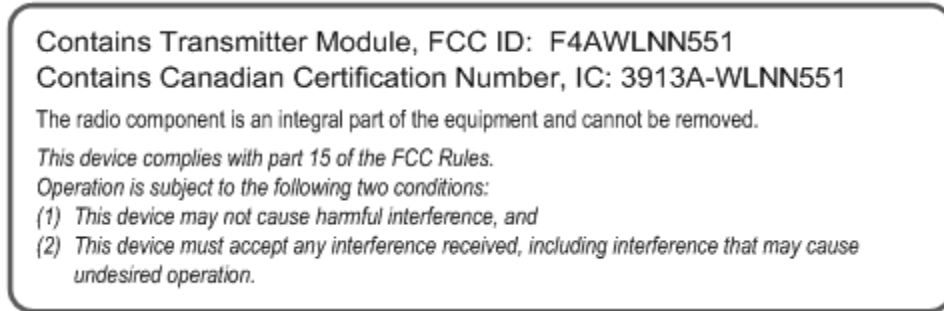 Contains Transmitter Module, FCC ID: F4AWLNN551
Contains Canadian Certification Number, IC: 3913A-WLNN551
The radio component is an integral part of the equipment and cannot be removed.
This device complies with part 15 of the FCC Rules.
Operation is subject to the following two conditions:
(1) This device may not cause harmful interference, and
(2) This device must accept any interference received, including interference that may cause
undesired operation.